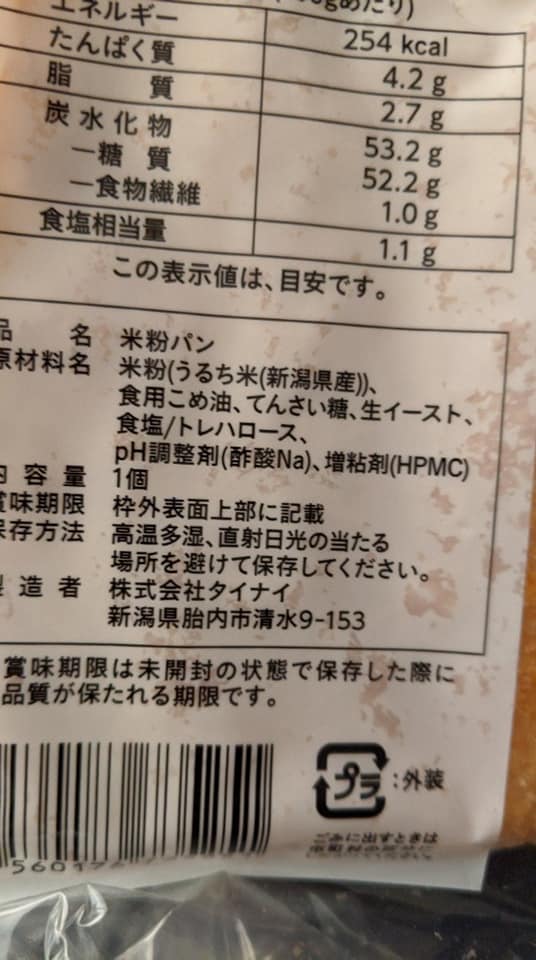 エネルギー 254 kcal
たんぱく質 4.2 g
脂 質 2.7 g
炭水化物 53.2 g
―糖 質 52.2 g
―食物繊維 1.0 g
食塩相当量 1.1 g
この表示値は、目安です。
品 名 米粉パン
原材料名 米粉(うるち米(新潟県産))、
食用こめ油、てんさい糖、生イースト、
食塩/トレハロース、
pH調整剤(酢酸Na)、増粘剤(HPMC)
内容量 1個
賞味期限 枠外表面上部に記載
保存方法 高温多湿、直射日光の当たる
場所を避けて保存してください。
製造者 株式会社タイナイ
新潟県胎内市清水9-153
賞味期限は未開封の状態で保存した際に
品質が保たれる期限です。
プラ :外装
ごみに出すときは